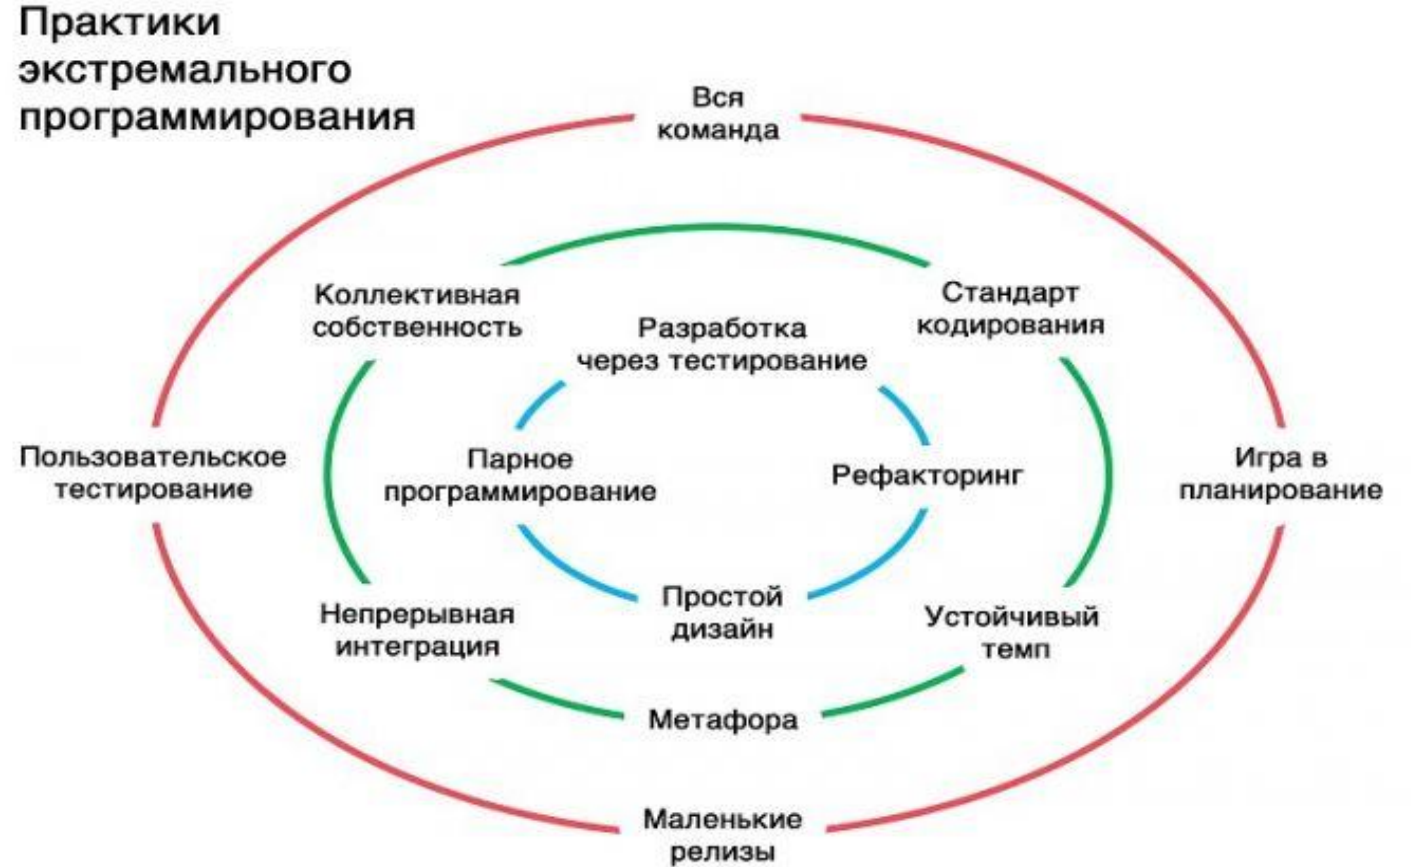 Практики
экстремального
программирования
Вся
команда
Коллективная
собственность
Стандарт
кодирования
Разработка
через тестирование
Пользовательское
тестирование
Парное
программирование
Рефакторинг
Игра в
планирование
Простой
дизайн
Непрерывная
интеграция
Устойчивый
темп
Метафора
Маленькие
релизы